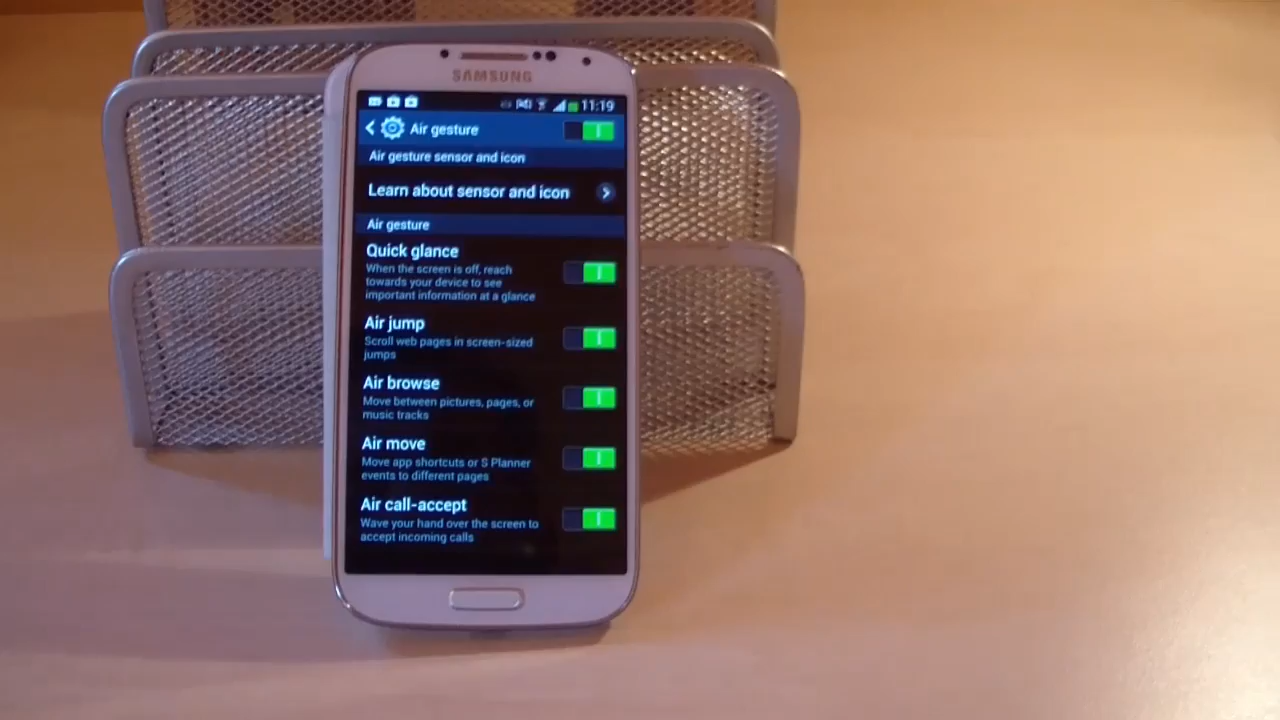 SAMSUNG
11:19
Air gesture
Air gesture sensor and icon
Learn about sensor and icon
Air gesture
Quick glance
When the screen is off, reach
towards your device to see
important information at a glance
Air jump
Scroll web pages in screen-sized
jumps
Air browse
Move between pictures, pages, or
music tracks
Air move
Move app shortcuts or S Planner
events to different pages
Air call-accept
Wave your hand over the screen to
accept incoming calls